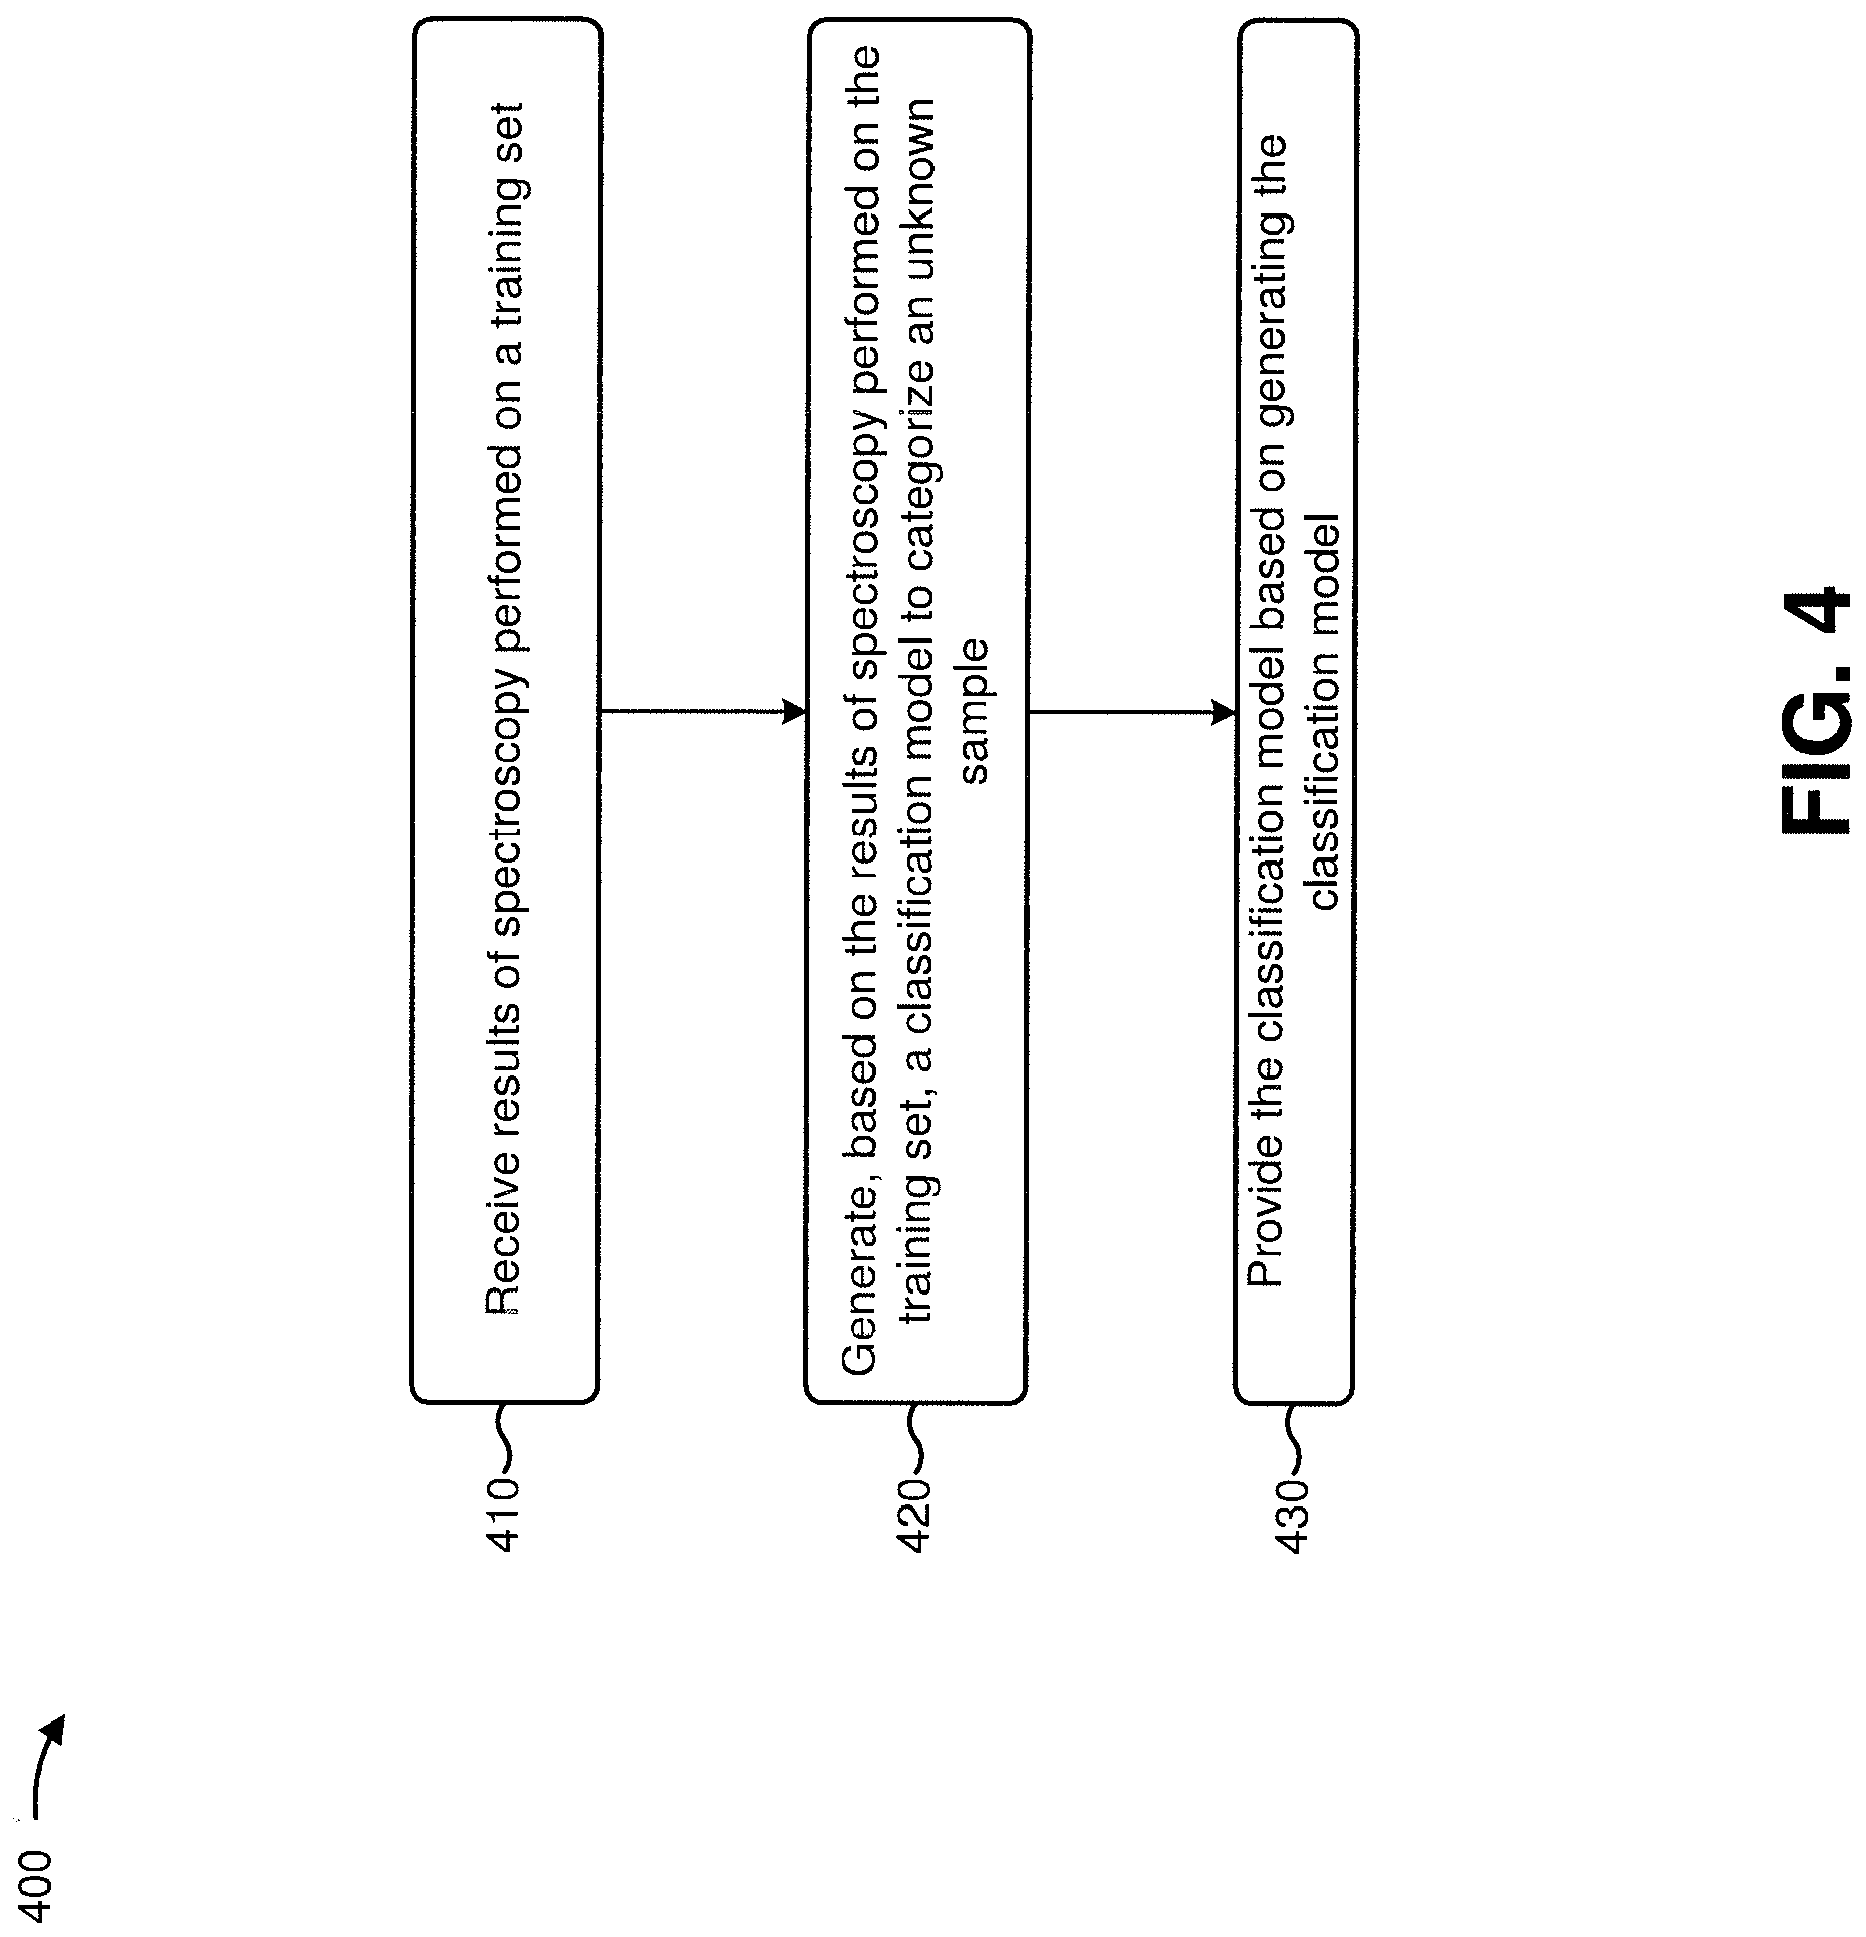 400
410
Receive results of spectroscopy performed on a training set
420
Generate, based on the results of spectroscopy performed on the
training set, a classification model to categorize an unknown
sample
430
Provide the classification model based on generating the
classification model
FIG. 4